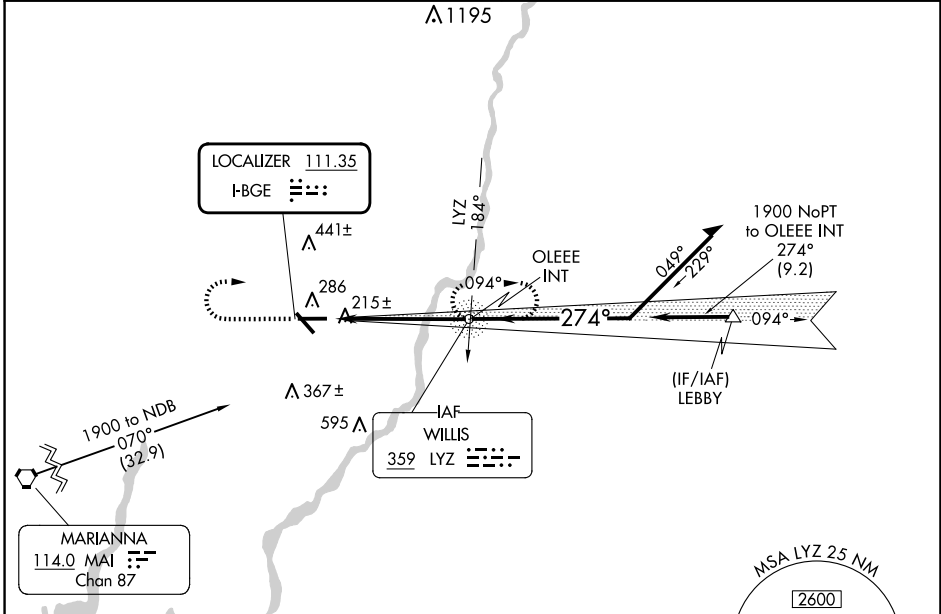 1195
LOCALIZER 111.35
I-BGE
441±
LYZ
184°
OLEEE
INT
1900 NoPT
to OLEEE INT
274°
(9.2)
049°
229°
286
215±
094°
274°
094°
(IF/IAF)
LEBBY
367±
595
IAF
WILLIS
359 LYZ
1900 to NDB
070°
(32.9)
MARIANNA
114.0 MAI
Chan 87
MSA LYZ 25 NM
2600